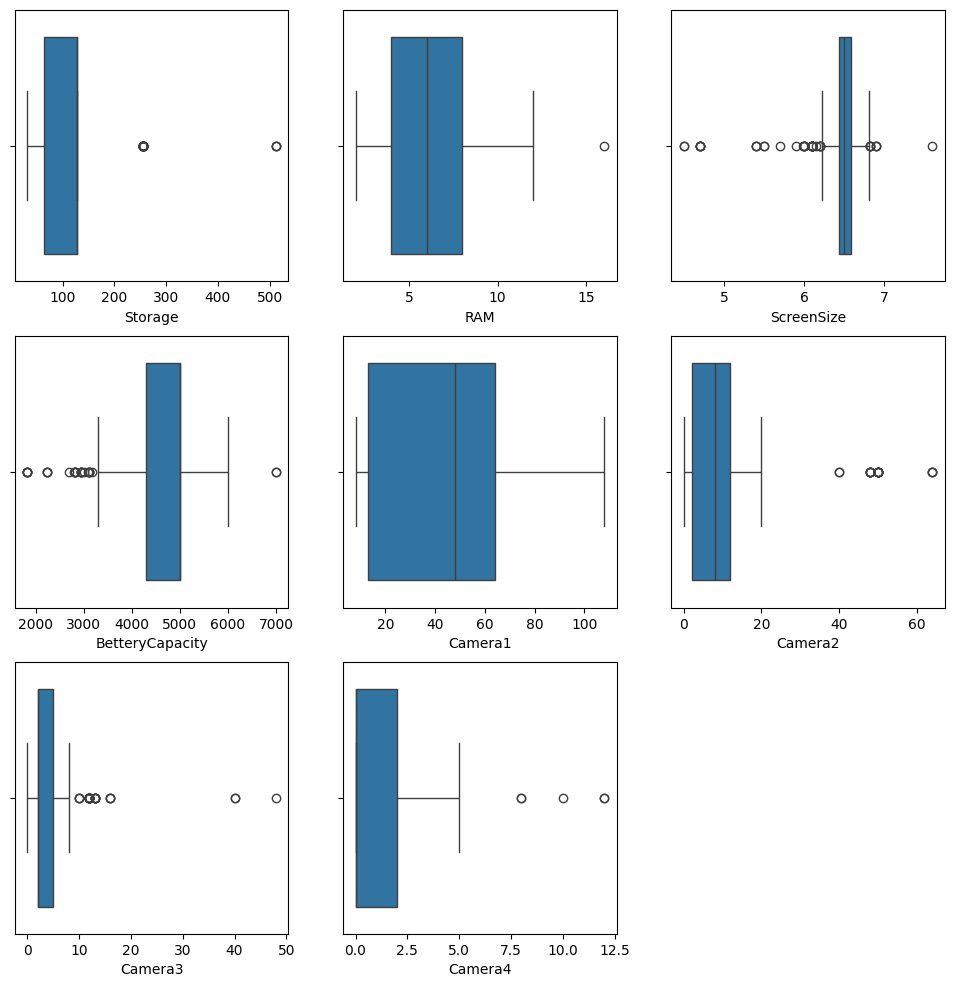 100 200 300 400 500
Storage
5 10 15
RAM
5 6 7
ScreenSize
2000 3000 4000 5000 6000 7000
BetteryCapacity
20 40 60 80 100
Camera1
0 20 40 60
Camera2
0 10 20 30 40 50
Camera3
0.0 2.5 5.0 7.5 10.0 12.5
Camera4